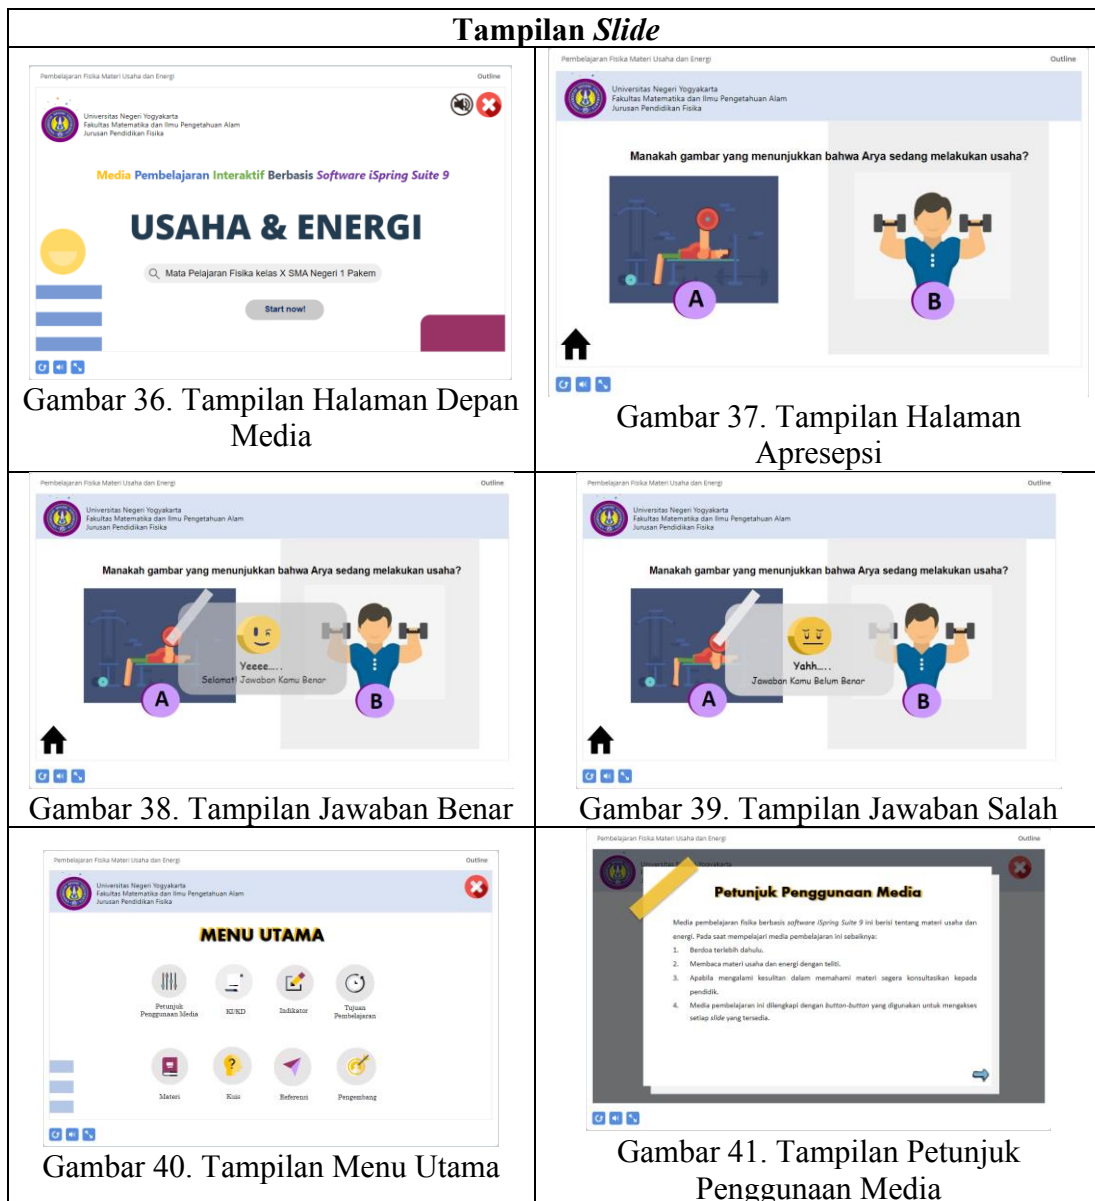 Tampilan Slide
Pembelajaran Fisika Materi Usaha dan Energi
Outline
Universitas Negeri Yogyakarta
Fakultas Matematika dan Ilmu Pengetahuan Alam
Jurusan Pendidikan Fisika
Media Pembelajaran Interaktif Berbasis Software iSpring Suite 9
USAHA & ENERGI
Mata Pelajaran Fisika kelas X SMA Negeri 1 Pakem
Start now!
Gambar 36. Tampilan Halaman Depan
Media
Pembelajaran Fisika Materi Usaha dan Energi
Outline
Universitas Negeri Yogyakarta
Fakultas Matematika dan Ilmu Pengetahuan Alam
Jurusan Pendidikan Fisika
Manakah gambar yang menunjukkan bahwa Arya sedang melakukan usaha?
A
B
Gambar 37. Tampilan Halaman
Apresepsi
Pembelajaran Fisika Materi Usaha dan Energi
Outline
Universitas Negeri Yogyakarta
Fakultas Matematika dan Ilmu Pengetahuan Alam
Jurusan Pendidikan Fisika
Manakah gambar yang menunjukkan bahwa Arya sedang melakukan usaha?
Yeeee.....
Selamat! Jawaban Kamu Benar
A
B
Gambar 38. Tampilan Jawaban Benar
Pembelajaran Fisika Materi Usaha dan Energi
Outline
Universitas Negeri Yogyakarta
Fakultas Matematika dan Ilmu Pengetahuan Alam
Jurusan Pendidikan Fisika
Manakah gambar yang menunjukkan bahwa Arya sedang melakukan usaha?
Yahh.....
Jawaban Kamu Belum Benar
A
B
Gambar 39. Tampilan Jawaban Salah
Pembelajaran Fisika Materi Usaha dan Energi
Outline
Universitas Negeri Yogyakarta
Fakultas Matematika dan Ilmu Pengetahuan Alam
Jurusan Pendidikan Fisika
MENU UTAMA
Petunjuk
Penggunaan Media
KI/KD
Indikator
Tujuan
Pembelajaran
Materi
Kuis
Referensi
Pengembang
Gambar 40. Tampilan Menu Utama
Pembelajaran Fisika Materi Usaha dan Energi
Outline
Petunjuk Penggunaan Media
Media pembelajaran fisika berbasis software iSpring Suite 9 ini berisi tentang materi usaha dan
energi. Pada saat mempelajari media pembelajaran ini sebaiknya:
1. Berdoa terlebih dahulu.
2. Membaca materi usaha dan energi dengan teliti.
3. Apabila mengalami kesulitan dalam memahami materi segera konsultasikan kepada
pendidik.
4. Media pembelajaran ini dilengkapi dengan button-button yang digunakan untuk mengakses
setiap slide yang tersedia.
Gambar 41. Tampilan Petunjuk
Penggunaan Media